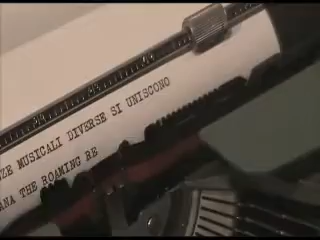 ZE MUSICALI DIVERSE SI UNISCONO
ANA THE ROAMING RE